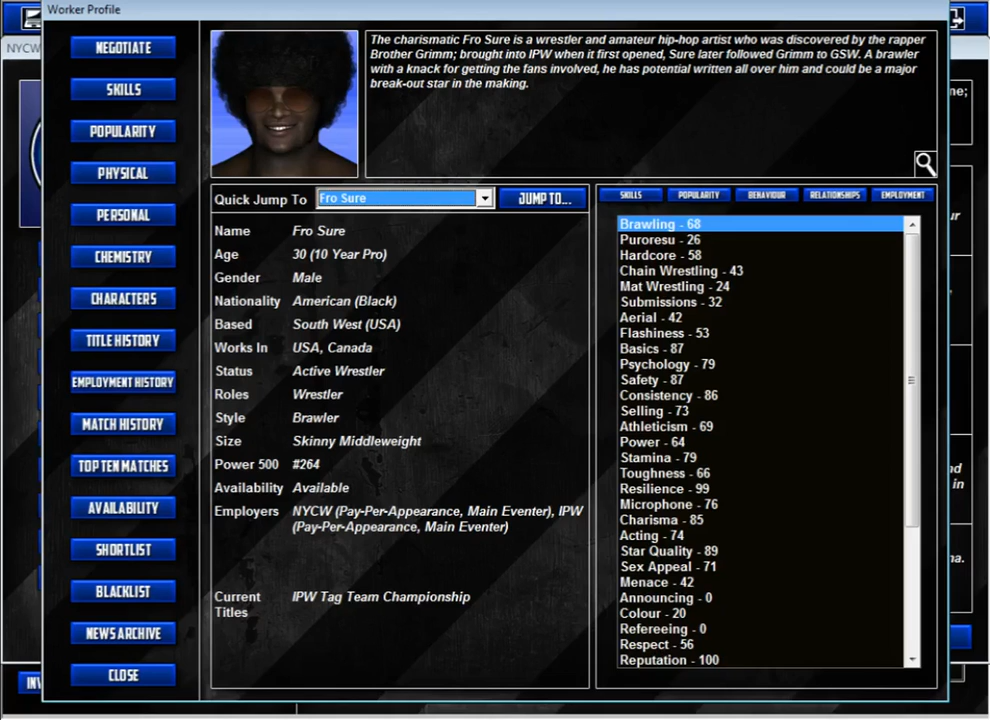 Worker Profile
NYCW
NEGOTIATE
SKILLS
POPULARITY
PHYSICAL
PERSONAL
CHEMISTRY
CHARACTERS
TITLE HISTORY
EMPLOYMENT HISTORY
MATCH HISTORY
TOP TEN MATCHES
AVAILABILITY
SHORTLIST
BLACKLIST
NEWS ARCHIVE
CLOSE
The charismatic Fro Sure is a wrestler and amateur hip-hop artist who was discovered by the rapper
Brother Grimm; brought into IPW when it first opened, Sure later followed Grimm to GSW. A brawler
with a knack for getting the fans involved, he has potential written all over him and could be a major
break-out star in the making.
Quick Jump To Fro Sure JUMP TO...
Name Fro Sure
Age 30 (10 Year Pro)
Gender Male
Nationality American (Black)
Based South West (USA)
Works In USA, Canada
Status Active Wrestler
Roles Wrestler
Style Brawler
Size Skinny Middleweight
Power 500 #264
Availability Available
Employers NYCW (Pay-Per-Appearance, Main Eventer), IPW
(Pay-Per-Appearance, Main Eventer)
Current IPW Tag Team Championship
Titles
SKILLS POPULARITY BEHAVIOUR RELATIONSHIPS EMPLOYMENT
Brawling - 68
Puroresu - 26
Hardcore - 58
Chain Wrestling - 43
Mat Wrestling - 24
Submissions - 32
Aerial - 42
Flashiness - 53
Basics - 87
Psychology - 79
Safety - 87
Consistency - 86
Selling - 73
Athleticism - 69
Power - 64
Stamina - 79
Toughness - 66
Resilience - 99
Microphone - 76
Charisma - 85
Acting - 74
Star Quality - 89
Sex Appeal - 71
Menace - 42
Announcing - 0
Colour - 20
Refereeing - 0
Respect - 56
Reputation - 100
ne;
ur
nd
in
na.
INV